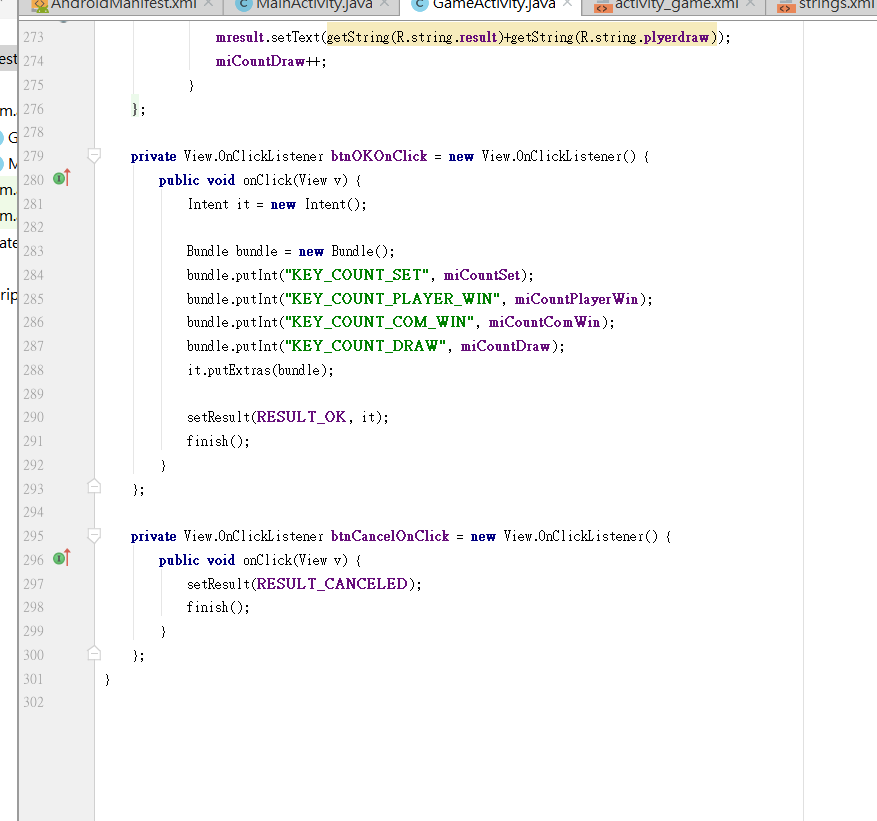 AndroidManifest.xml
MainActivity.java
GameActivity.java
activity_game.xml
strings.xml
273 mresult.setText(getString(R.string.result)+getString(R.string.plyerdraw));
274 miCountDraw++;
275 }
276 };
278
279 private View.OnClickListener btnOKOnClick = new View.OnClickListener() {
280 public void onClick(View v) {
281 Intent it = new Intent();
282
283 Bundle bundle = new Bundle();
284 bundle.putInt("KEY_COUNT_SET", miCountSet);
285 bundle.putInt("KEY_COUNT_PLAYER_WIN", miCountPlayerWin);
286 bundle.putInt("KEY_COUNT_COM_WIN", miCountComWin);
287 bundle.putInt("KEY_COUNT_DRAW", miCountDraw);
288 it.putExtras(bundle);
289
290 setResult(RESULT_OK, it);
291 finish();
292 }
293 };
294
295 private View.OnClickListener btnCancelOnClick = new View.OnClickListener() {
296 public void onClick(View v) {
297 setResult(RESULT_CANCELED);
298 finish();
299 }
300 };
301 }
302